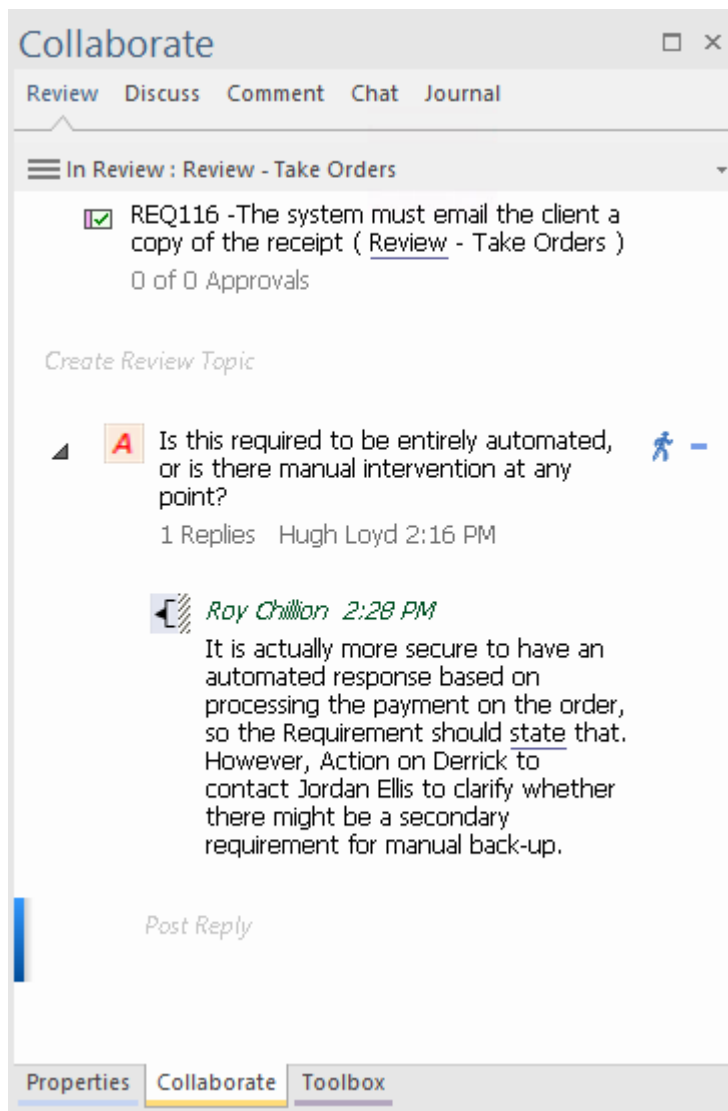 Collaborate
Review Discuss Comment Chat Journal
In Review : Review - Take Orders
REQ116 -The system must email the client a
copy of the receipt ( Review - Take Orders )
0 of 0 Approvals
Create Review Topic
A Is this required to be entirely automated,
or is there manual intervention at any
point?
1 Replies Hugh Loyd 2:16 PM
Roy Chillion 2:28 PM
It is actually more secure to have an
automated response based on
processing the payment on the order,
so the Requirement should state that.
However, Action on Derrick to
contact Jordan Ellis to clarify whether
there might be a secondary
requirement for manual back-up.
Post Reply
Properties Collaborate Toolbox